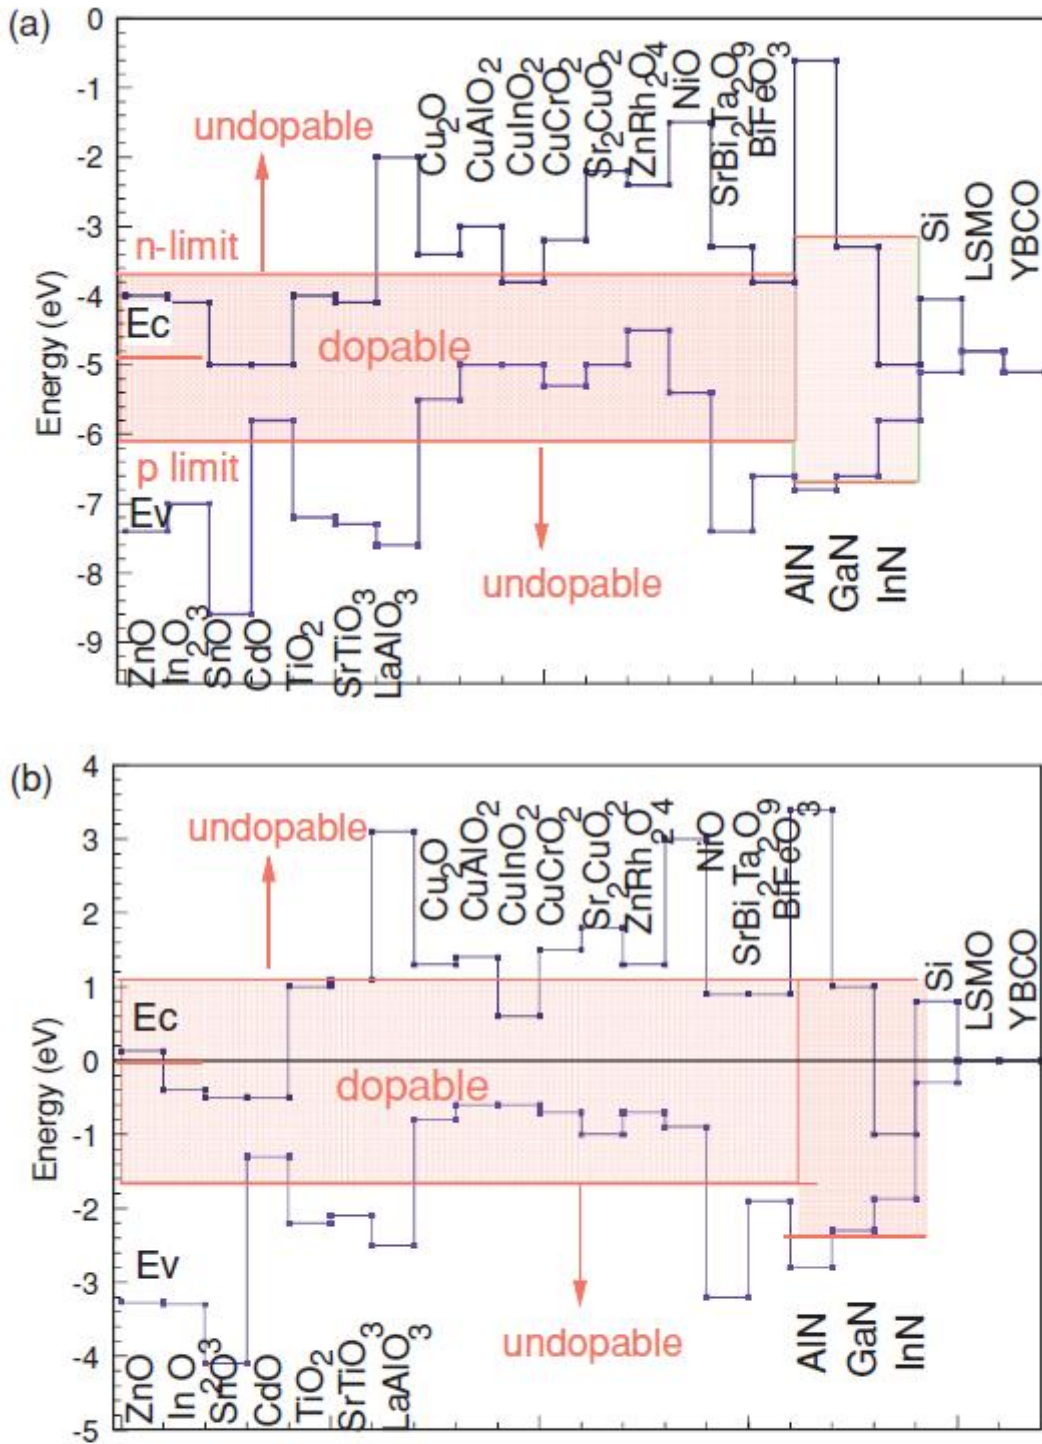 (a)
0
-1
-2
-3
-4
-5
-6
-7
-8
-9
Energy (eV)
undopable
n-limit
Ec
dopable
p limit
Ev
undopable
ZnO
In2O3
SnO
CdO
TiO2
SrTiO3
LaAlO3
Cu2O
CuAlO2
CuInO2
CuCrO2
Sr2CuO2
ZnRh2O4
NiO
SrBi2Ta2O9
BiFeO3
AlN
GaN
InN
Si
LSMO
YBCO
(b)
4
3
2
1
0
-1
-2
-3
-4
-5
Energy (eV)
undopable
Ec
dopable
Ev
undopable
ZnO
In2O3
SnO
CdO
TiO2
SrTiO3
LaAlO3
Cu2O
CuAlO2
CuInO2
CuCrO2
Sr2CuO2
ZnRh2O4
NiO
SrBi2Ta2O9
BiFeO3
AlN
GaN
InN
Si
LSMO
YBCO